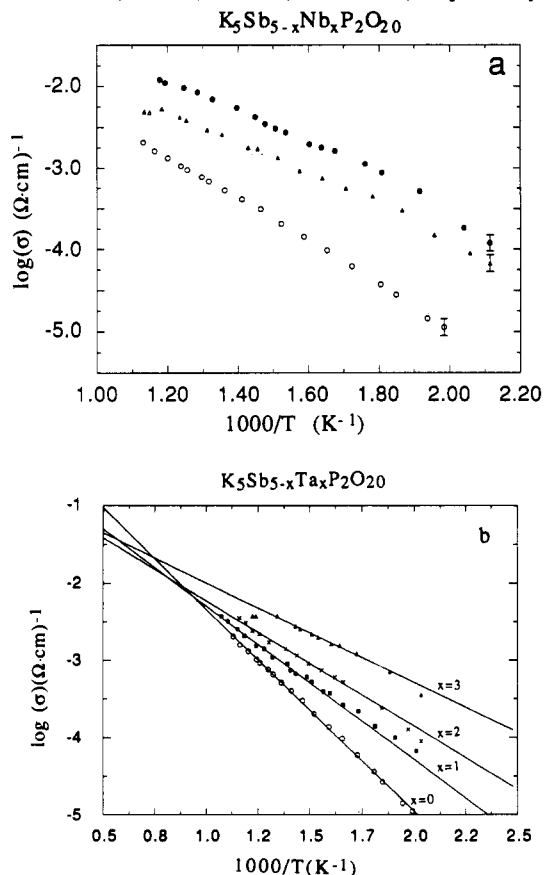 K₅Sb₅₋ₓNbₓP₂O₂₀
a
-2.0
-3.0
-4.0
-5.0
log(σ) (Ω·cm)⁻¹
1.00 1.20 1.40 1.60 1.80 2.00 2.20
1000/T (K⁻¹)
K₅Sb₅₋ₓTaₓP₂O₂₀
b
-1
-2
-3
-4
-5
log (σ)(Ω·cm)⁻¹
x=3
x=2
x=1
x=0
0.5 0.8 1.0 1.2 1.5 1.7 2.0 2.2 2.5
1000/T(K⁻¹)